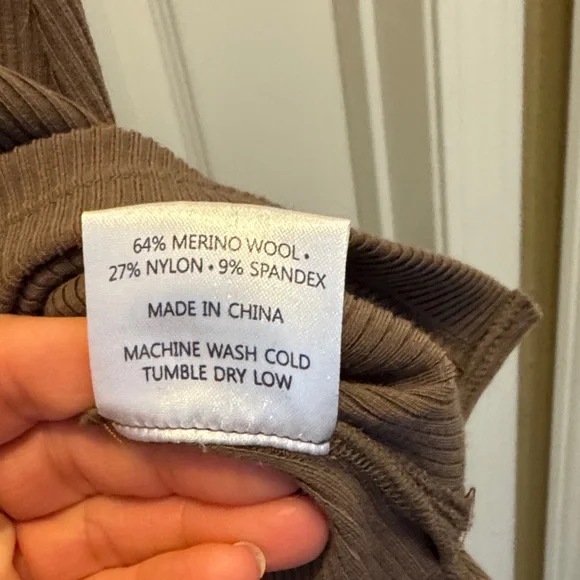 64% MERINO WOOL •
27% NYLON • 9% SPANDEX
MADE IN CHINA
MACHINE WASH COLD
TUMBLE DRY LOW